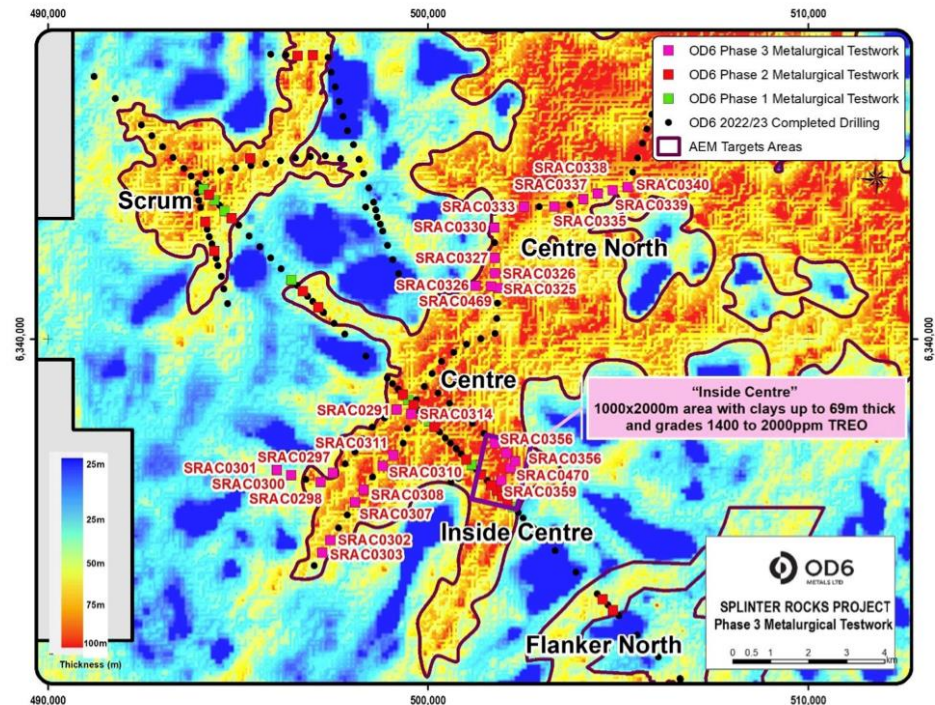 490,000
500,000
510,000
OD6 Phase 3 Metalurgical Testwork
OD6 Phase 2 Metalurgical Testwork
OD6 Phase 1 Metalurgical Testwork
OD6 2022/23 Completed Drilling
AEM Targets Areas
SRAC0338
SRAC0337
SRAC0340
Scrum
SRAC0333
SRAC0339
SRAC0335
SRAC0330
Centre North
SRAC0327
SRAC0326
SRAC0326
SRAC0325
SRAC0469
6,340,000
6,340,000
Centre
"Inside Centre"
1000x2000m area with clays up to 69m thick
and grades 1400 to 2000ppm TREO
SRAC0291
SRAC0314
SRAC0311
SRAC0356
SRAC0297
SRAC0356
SRAC0301
SRAC0310
SRAC0470
SRAC0300
SRAC0359
SRAC0298
SRAC0308
SRAC0307
Inside Centre
SRAC0302
SRAC0303
25m
25m
50m
75m
100m
Thickness (m)
OD6
METALS LTD
SPLINTER ROCKS PROJECT
Phase 3 Metalurgical Testwork
0 0.5 1 2 3 4
km
Flanker North
490,000
500,000
510,000